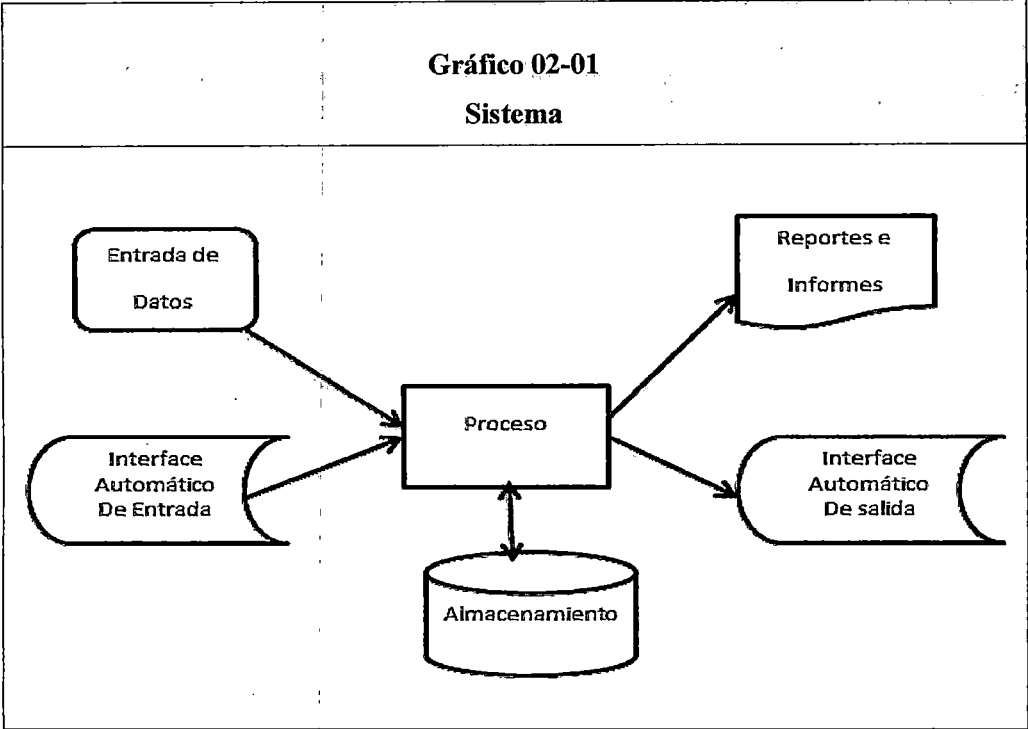 Gráfico 02-01
Sistema
Entrada de
Datos
Reportes e
Informes
Proceso
Interface
Automático
De Entrada
Interface
Automático
De salida
Almacenamiento